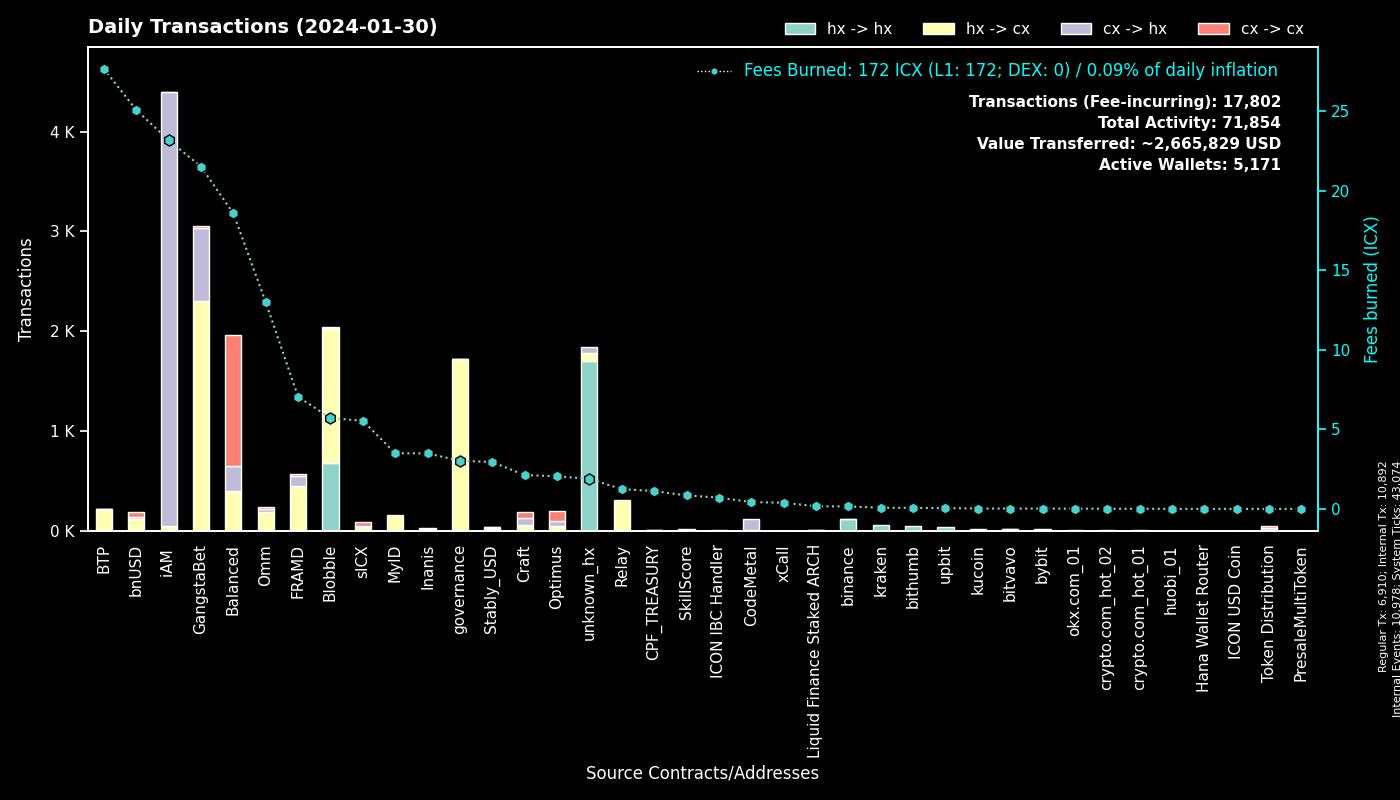 Daily Transactions (2024-01-30)
hx -> hx
hx -> cx
cx -> hx
cx -> cx
Fees Burned: 172 ICX (L1: 172; DEX: 0) / 0.09% of daily inflation
Transactions (Fee-incurring): 17,802
Total Activity: 71,854
Value Transferred: ~2,665,829 USD
Active Wallets: 5,171
Transactions
4 K
3 K
2 K
1 K
0 K
25
20
15
10
5
0
Fees burned (ICX)
BTP
bnUSD
iAM
GangstaBet
Balanced
Omm
FRAMD
Blobble
sICX
MyID
Inanis
governance
Stably_USD
Craft
Optimus
unknown_hx
Relay
CPF_TREASURY
SkillScore
ICON IBC Handler
CodeMetal
xCall
Liquid Finance Staked ARCH
binance
kraken
bithumb
upbit
kucoin
bitvavo
bybit
okx.com_01
crypto.com_hot_02
crypto.com_hot_01
huobi_01
Hana Wallet Router
ICON USD Coin
Token Distribution
PresaleMultiToken
Source Contracts/Addresses
Regular Tx: 6,910; Internal Tx: 10,892
Internal Events: 10,978; System Ticks: 43,074